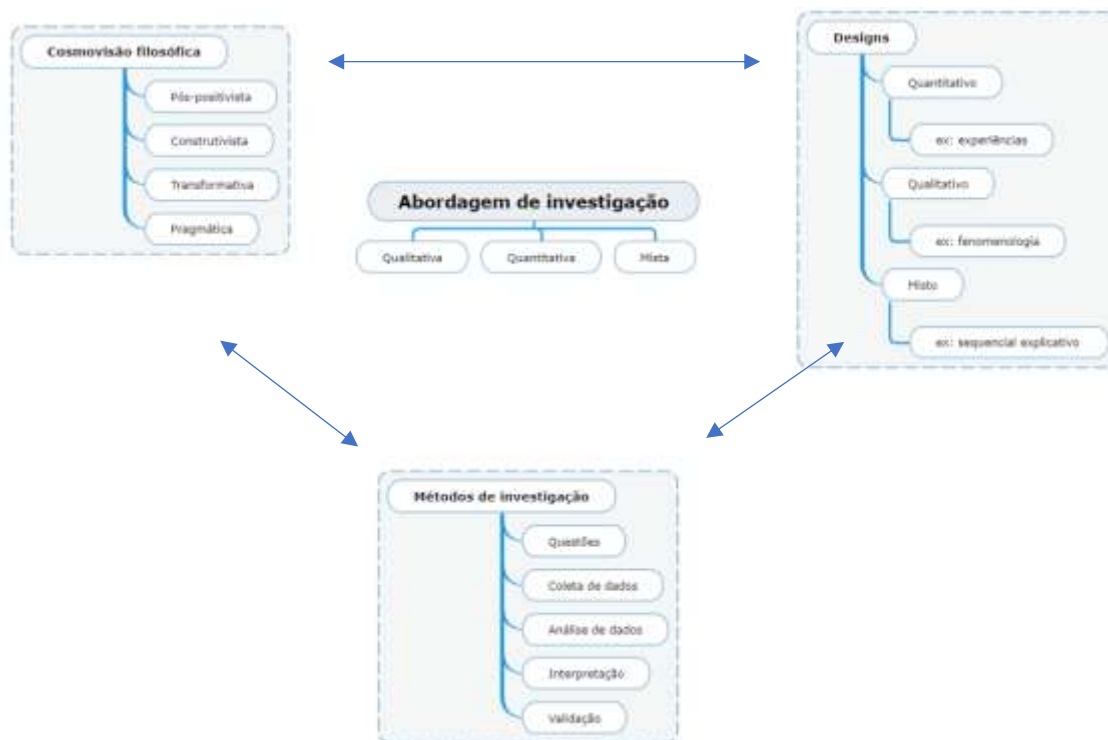 Cosmovisão filosófica
Pós-positivista
Construtivista
Transformativa
Pragmática
Abordagem de investigação
Qualitativa
Quantitativa
Mista
Designs
Quantitativo
ex: experiências
Qualitativo
ex: fenomenologia
Misto
ex: sequencial explicativo
Métodos de investigação
Questões
Coleta de dados
Análise de dados
Interpretação
Validação